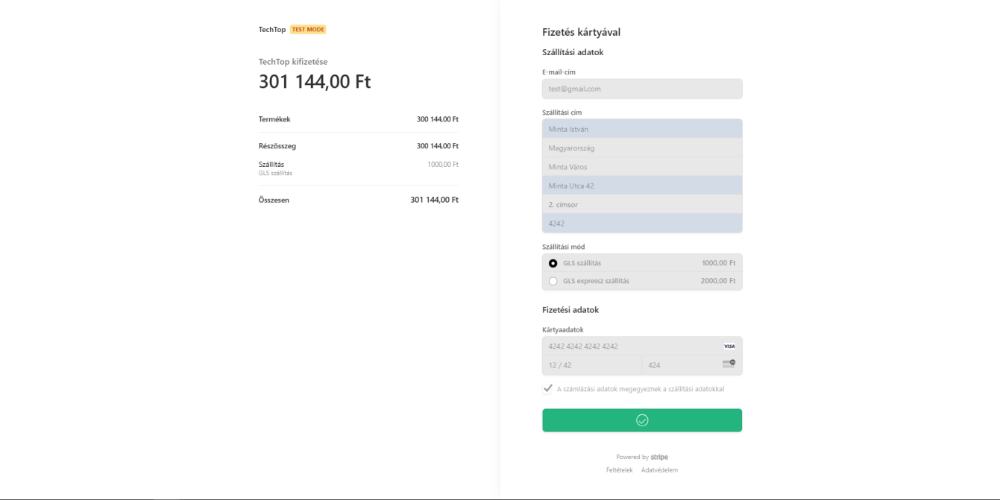 TechTop TEST MODE
TechTop kifizetése
301 144,00 Ft
Termékek 300 144,00 Ft
Részösszeg 300 144,00 Ft
Szállítás 1000,00 Ft
GLS szállítás
Összesen 301 144,00 Ft
Fizetés kártyával
Szállítási adatok
E-mail-cím
test@gmail.com
Szállítási cím
Minta István
Magyarország
Minta Város
Minta Utca 42
2. címsor
4242
Szállítási mód
GLS szállítás 1000,00 Ft
GLS expressz szállítás 2000,00 Ft
Fizetési adatok
Kártyaadatok
4242 4242 4242 4242 VISA
12 / 42 424
A számlázási adatok megegyeznek a szállítási adatokkal
Powered by stripe
Feltételek Adatvédelem